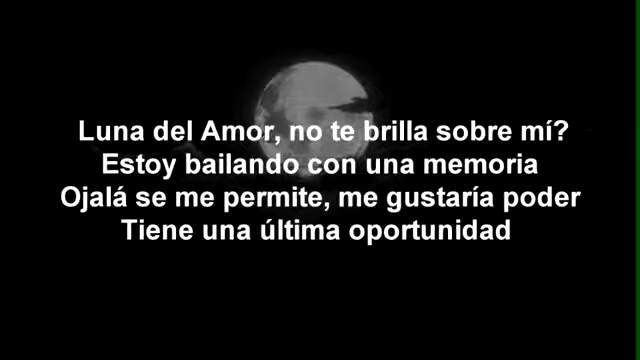 Luna del Amor, no te brilla sobre mí?
Estoy bailando con una memoria
Ojalá se me permite, me gustaría poder
Tiene una última oportunidad